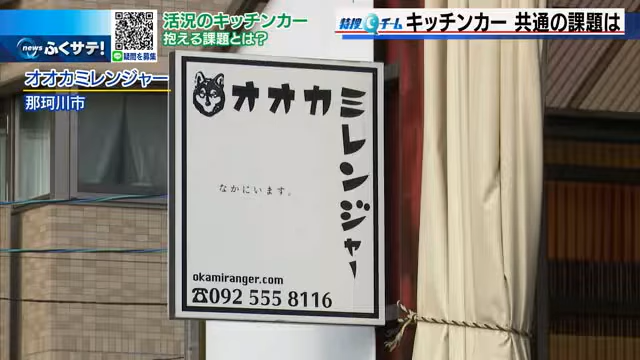 news ふくサテ!
疑問を募集
活況のキッチンカー
抱える課題とは?
特捜Cチーム キッチンカー 共通の課題は
オオカミレンジャー
那珂川市
オオカミレンジャー
なかにいます。
okamiranger.com
☎092 555 8116